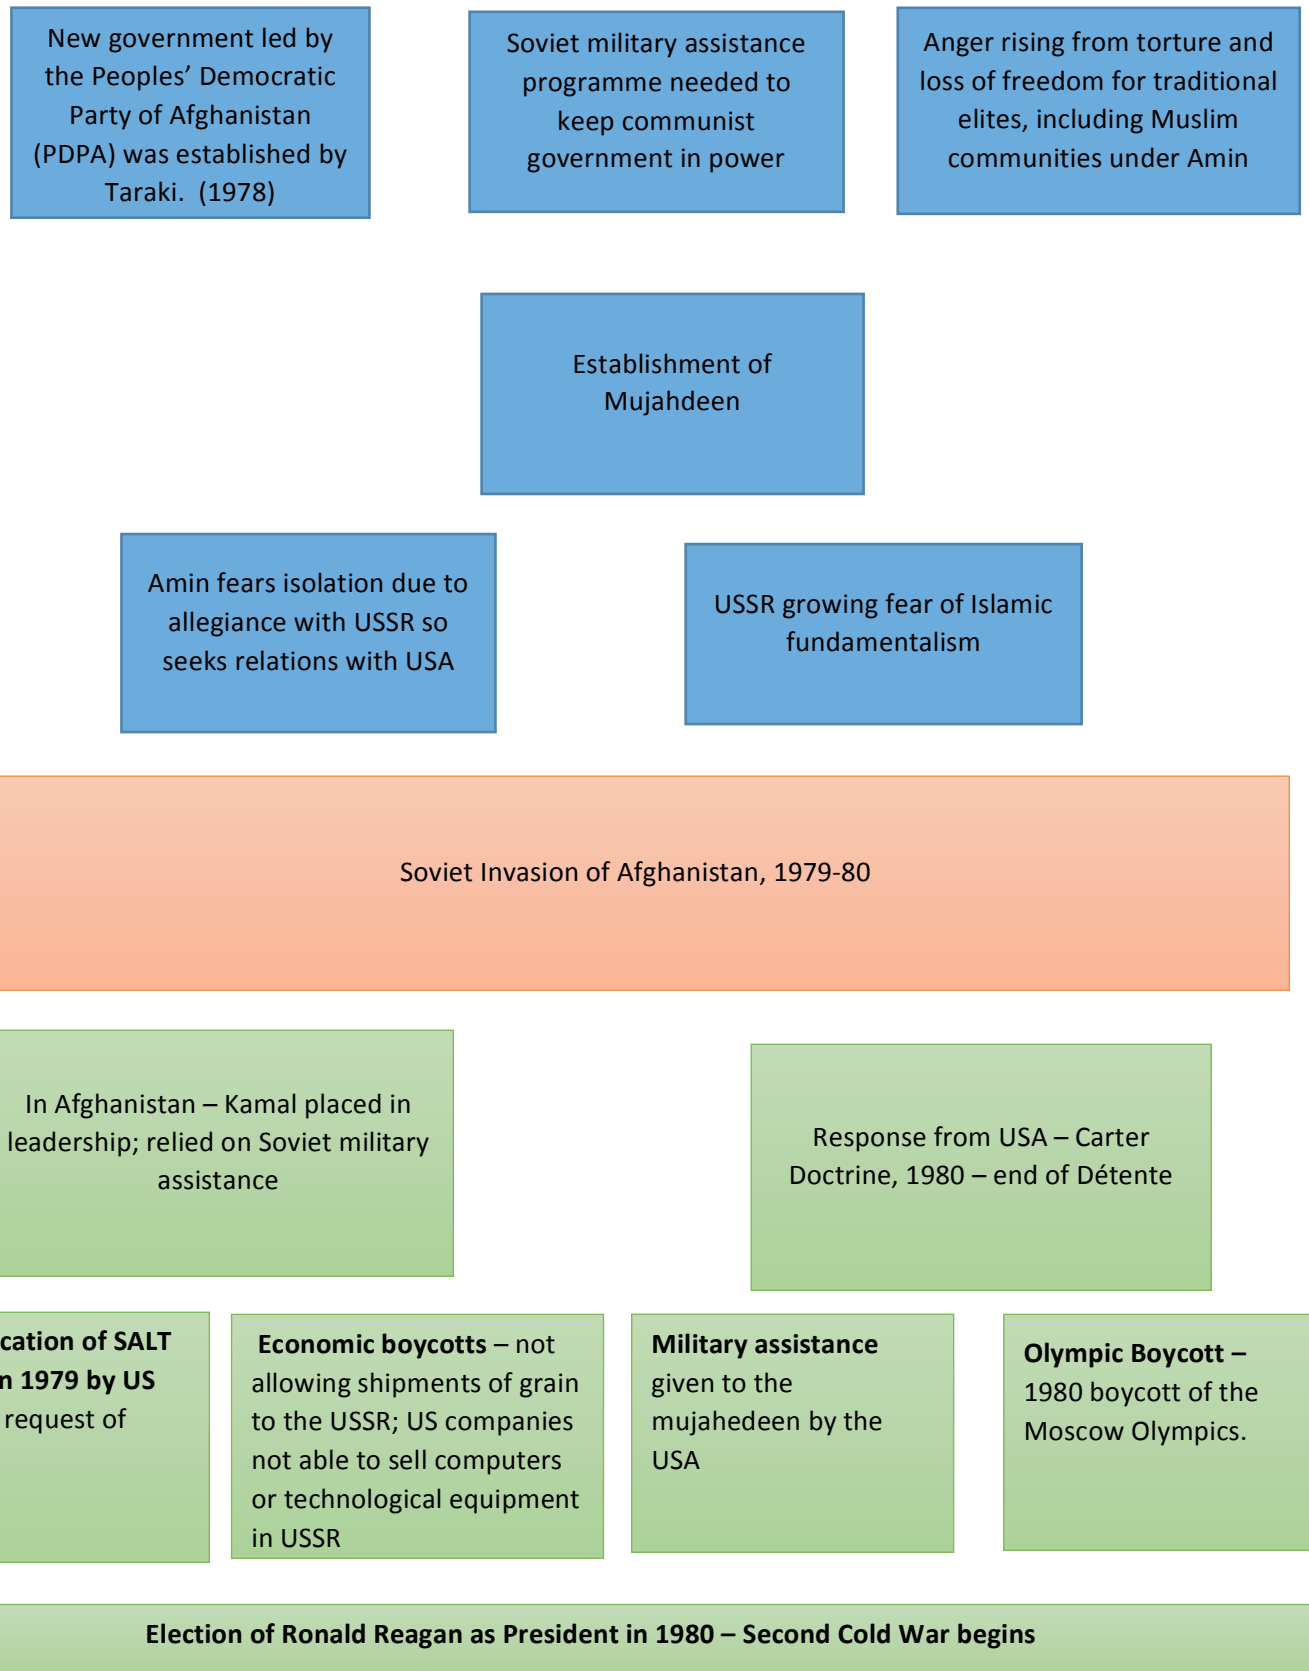 New government led by
the Peoples’ Democratic
Party of Afghanistan
(PDPA) was established by
Taraki.  (1978)
Soviet military assistance
programme needed to
keep communist
government in power
Anger rising from torture and
loss of freedom for traditional
elites, including Muslim
communities under Amin
Establishment of
Mujahdeen
Amin fears isolation due to
allegiance with USSR so
seeks relations with USA
USSR growing fear of Islamic
fundamentalism
Soviet Invasion of Afghanistan, 1979-80
In Afghanistan – Kamal placed in
leadership; relied on Soviet military
assistance
Response from USA – Carter
Doctrine, 1980 – end of Détente
of SALT
1979 by US
request of
Economic boycotts – not
allowing shipments of grain
to the USSR; US companies
not able to sell computers
or technological equipment
in USSR
Military assistance
given to the
mujahedeen by the
USA
Olympic Boycott –
1980 boycott of the
Moscow Olympics.
Election of Ronald Reagan as President in 1980 – Second Cold War begins